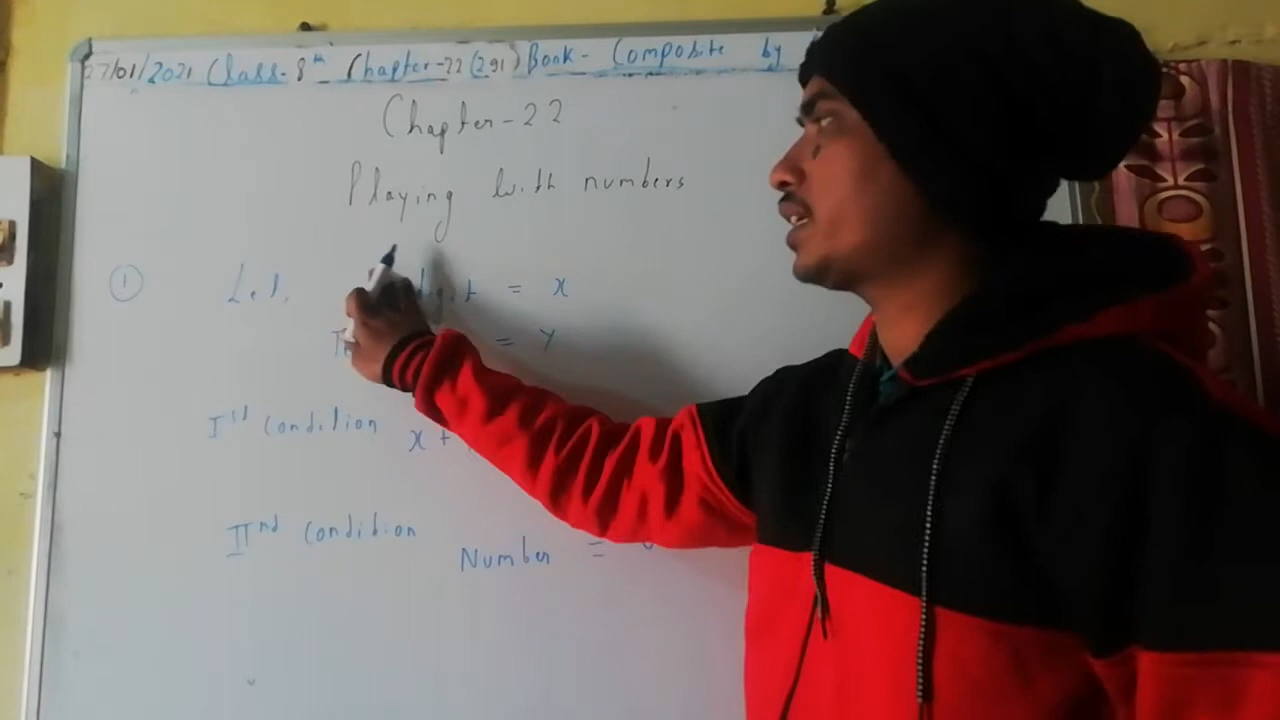 27/01/2021 Class-8th Chapter-22 (291) Book- Composite by
Chapter-22
Playing with numbers
① Let, = x
= y
Ist condition x +
IInd condition
Number =